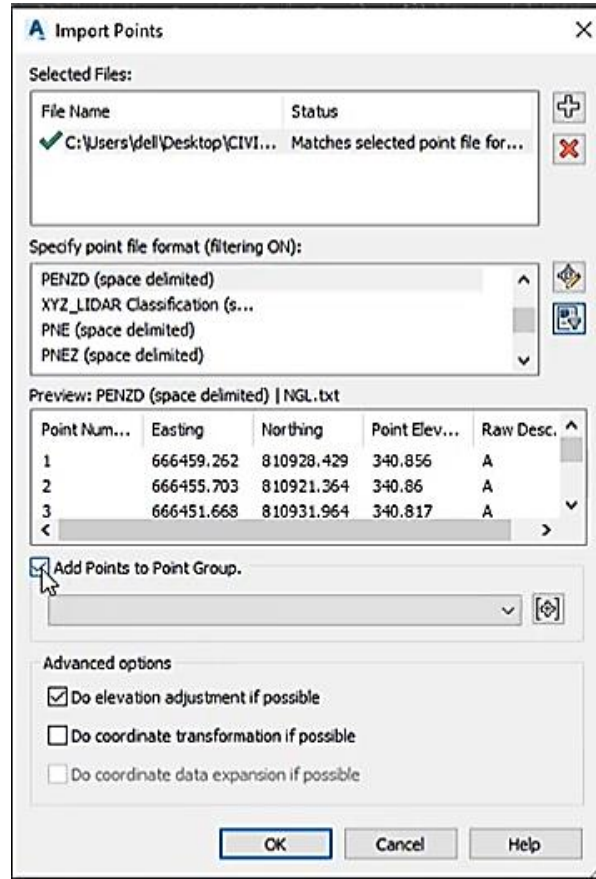 Import Points
Selected Files:
File Name Status
C:\Users\dell\Desktop\CIVI... Matches selected point file for...
Specify point file format (filtering ON):
PENZD (space delimited)
XYZ_LIDAR Classification (s...
PNE (space delimited)
PNEZ (space delimited)
Preview: PENZD (space delimited) | NGL.txt
Point Num... Easting Northing Point Elev... Raw Desc.
1 666459.262 810928.429 340.856 A
2 666455.703 810921.364 340.86 A
3 666451.668 810931.964 340.817 A
Add Points to Point Group.
Advanced options
Do elevation adjustment if possible
Do coordinate transformation if possible
Do coordinate data expansion if possible
OK Cancel Help